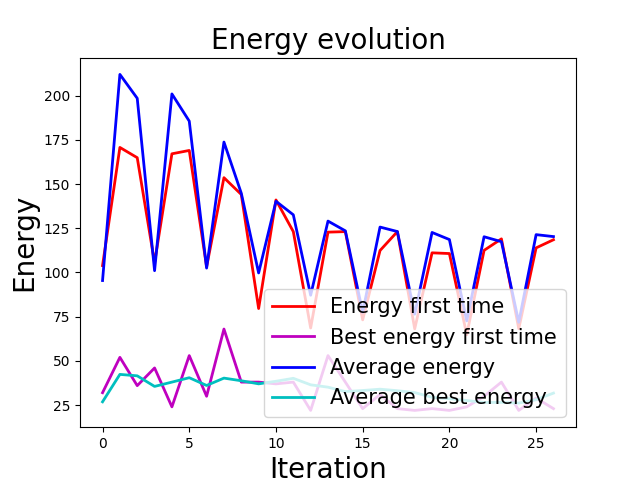 Energy evolution
Energy
200
175
150
125
100
75
50
25
Energy first time
Best energy first time
Average energy
Average best energy
0 5 10 15 20 25
Iteration